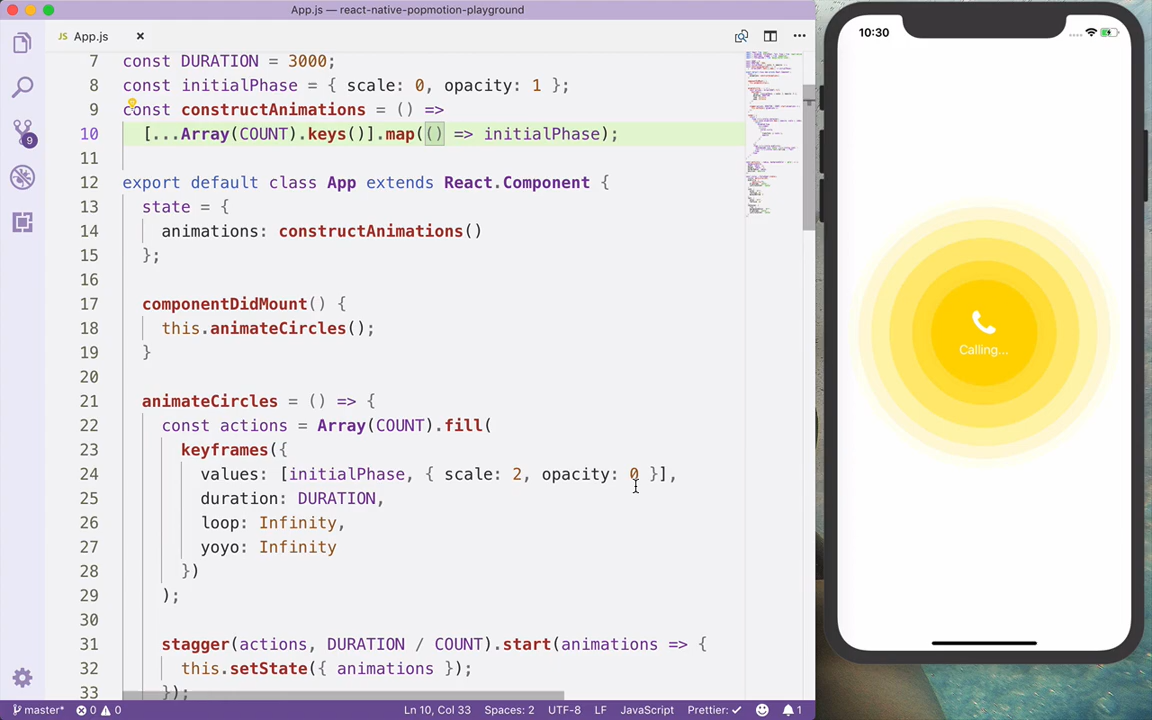 App.js — react-native-popmotion-playground
JS App.js ×
7 const DURATION = 3000;
8 const initialPhase = { scale: 0, opacity: 1 };
9 const constructAnimations = () =>
10 [...Array(COUNT).keys()].map(() => initialPhase);
11
12 export default class App extends React.Component {
13 state = {
14 animations: constructAnimations()
15 };
16
17 componentDidMount() {
18 this.animateCircles();
19 }
20
21 animateCircles = () => {
22 const actions = Array(COUNT).fill(
23 keyframes({
24 values: [initialPhase, { scale: 2, opacity: 0 }],
25 duration: DURATION,
26 loop: Infinity,
27 yoyo: Infinity
28 })
29 );
30
31 stagger(actions, DURATION / COUNT).start(animations => {
32 this.setState({ animations });
33 });
9
master* 0 0 Ln 10, Col 33 Spaces: 2 UTF-8 LF JavaScript Prettier: ✓ 1
10:30
Calling...